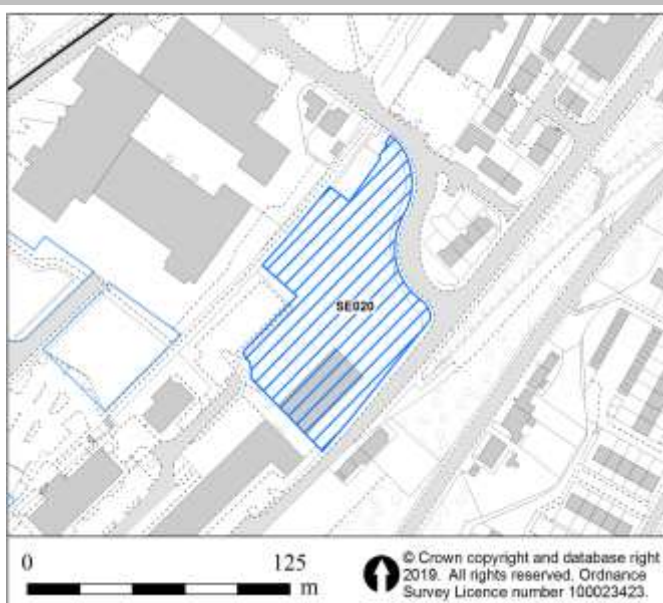 SE020
0 125
m
© Crown copyright and database right
2019. All rights reserved. Ordnance
Survey Licence number 100023423.